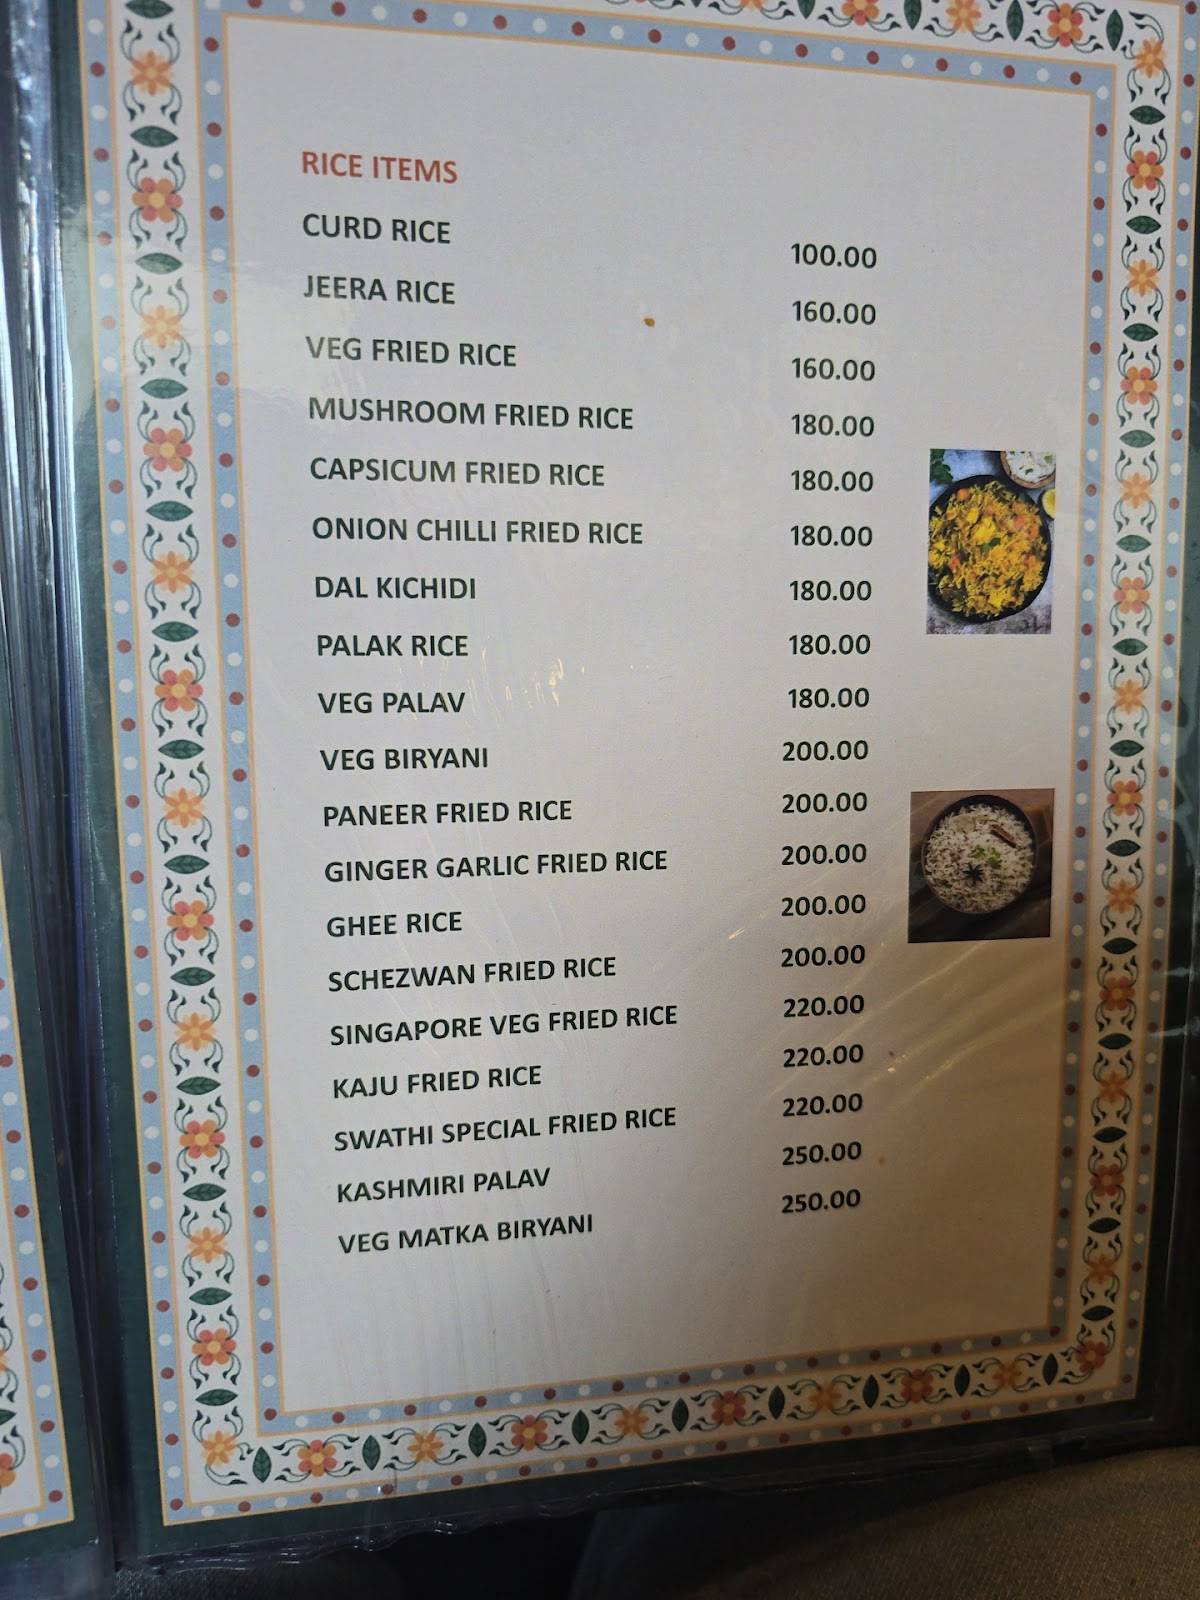 RICE ITEMS
CURD RICE 100.00
JEERA RICE 160.00
VEG FRIED RICE 160.00
MUSHROOM FRIED RICE 180.00
CAPSICUM FRIED RICE 180.00
ONION CHILLI FRIED RICE 180.00
DAL KICHIDI 180.00
PALAK RICE 180.00
VEG PALAV 180.00
VEG BIRYANI 200.00
PANEER FRIED RICE 200.00
GINGER GARLIC FRIED RICE 200.00
GHEE RICE 200.00
SCHEZWAN FRIED RICE 200.00
SINGAPORE VEG FRIED RICE 220.00
KAJU FRIED RICE 220.00
SWATHI SPECIAL FRIED RICE 220.00
KASHMIRI PALAV 250.00
VEG MATKA BIRYANI 250.00